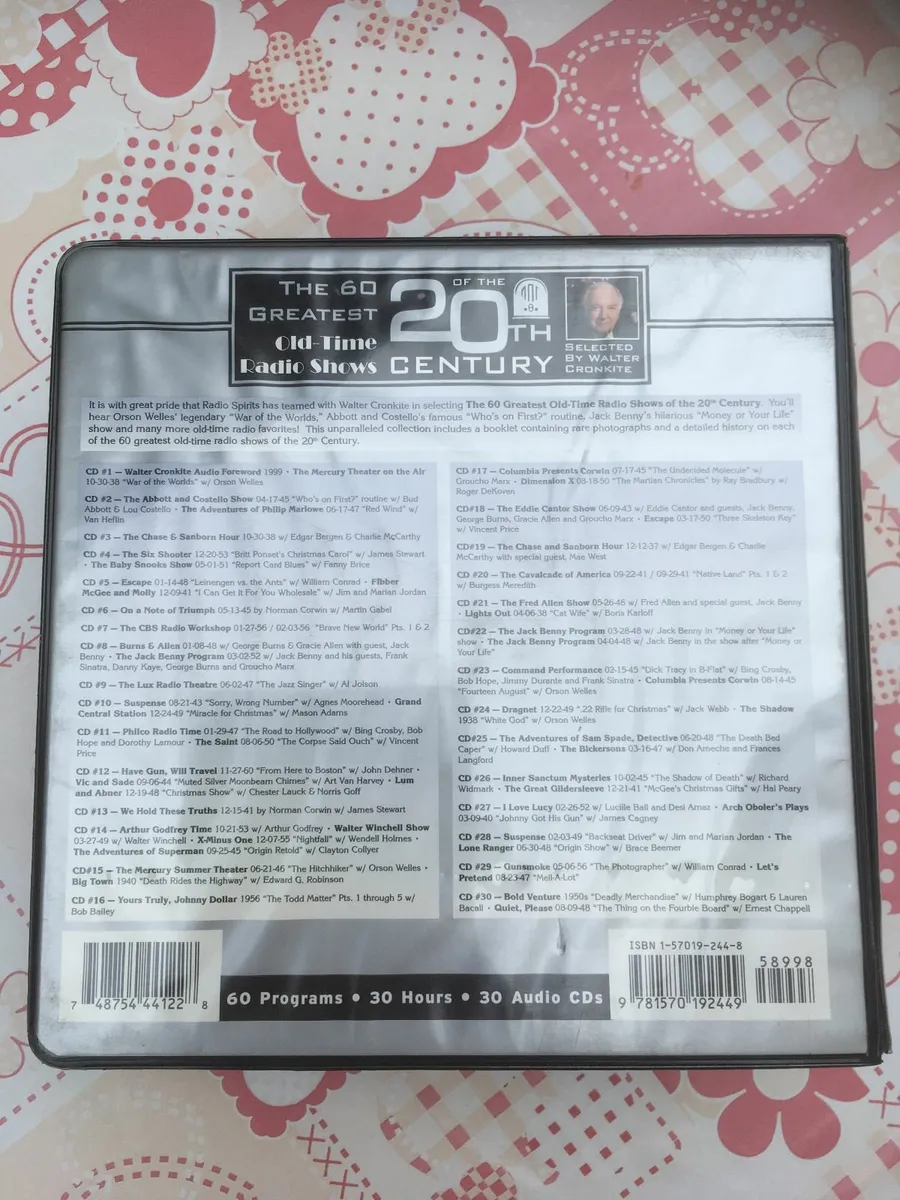 THE 60
GREATEST
Old-Time
Radio Shows
OF THE
20TH
CENTURY
SELECTED
BY WALTER
CRONKITE
It is with great pride that Radio Spirits has teamed with Walter Cronkite in selecting The 60 Greatest Old-Time Radio Shows of the 20th Century. You'll
hear Orson Welles' legendary "War of the Worlds," Abbott and Costello's famous "Who's on First?" routine, Jack Benny's hilarious "Money or Your Life"
show and many more old-time radio favorites! This unparalleled collection includes a booklet containing rare photographs and a detailed history on each
of the 60 greatest old-time radio shows of the 20th Century.
CD #1 – Walter Cronkite Audio Foreword 1999 • The Mercury Theater on the Air
10-30-38 "War of the Worlds" w/ Orson Welles
CD #2 – The Abbott and Costello Show 04-17-45 "Who's on First?" routine w/ Bud
Abbott & Lou Costello • The Adventures of Philip Marlowe 06-17-47 "Red Wind" w/
Van Heflin
CD #3 – The Chase & Sanborn Hour 10-30-38 w/ Edgar Bergen & Charlie McCarthy
CD #4 – The Six Shooter 12-20-53 "Britt Ponset's Christmas Carol" w/ James Stewart
• The Baby Snooks Show 05-01-51 "Report Card Blues" w/ Fanny Brice
CD #5 – Escape 01-14-48 "Leinengen vs. the Ants" w/ William Conrad • Fibber
McGee and Molly 12-09-41 "I Can Get It For You Wholesale" w/ Jim and Marian Jordan
CD #6 – On a Note of Triumph 05-13-45 by Norman Corwin w/ Martin Gabel
CD #7 – The CBS Radio Workshop 01-27-56 / 02-03-56 "Brave New World" Pts. 1 & 2
CD #8 – Burns & Allen 01-08-48 w/ George Burns & Gracie Allen with guest, Jack
Benny • The Jack Benny Program 03-02-52 w/ Jack Benny and his guests, Frank
Sinatra, Danny Kaye, George Burns and Groucho Marx
CD #9 – The Lux Radio Theatre 06-02-47 "The Jazz Singer" w/ Al Jolson
CD #10 – Suspense 08-21-43 "Sorry, Wrong Number" w/ Agnes Moorehead • Grand
Central Station 12-24-49 "Miracle for Christmas" w/ Mason Adams
CD #11 – Philco Radio Time 01-29-47 "The Road to Hollywood" w/ Bing Crosby, Bob
Hope and Dorothy Lamour • The Saint 08-06-50 "The Corpse Said Ouch" w/ Vincent
Price
CD #12 – Have Gun, Will Travel 11-27-60 "From Here to Boston" w/ John Dehner •
Vic and Sade 09-06-44 "Muted Silver Moonbeam Chimes" w/ Art Van Harvey • Lum
and Abner 12-19-48 "Christmas Show" w/ Chester Lauck & Norris Goff
CD #13 – We Hold These Truths 12-15-41 by Norman Corwin w/ James Stewart
CD #14 – Arthur Godfrey Time 10-21-53 w/ Arthur Godfrey • Walter Winchell Show
03-27-49 w/ Walter Winchell • X-Minus One 12-07-55 "Nightfall" w/ Wendell Holmes •
The Adventures of Superman 09-25-45 "Origin Retold" w/ Clayton Collyer
CD#15 – The Mercury Summer Theater 06-21-46 "The Hitchhiker" w/ Orson Welles •
Big Town 1940 "Death Rides the Highway" w/ Edward G. Robinson
CD #16 – Yours Truly, Johnny Dollar 1956 "The Todd Matter" Pts. 1 through 5 w/
Bob Bailey
CD #17 – Columbia Presents Corwin 07-17-45 "The Undecided Molecule" w/
Groucho Marx • Dimension X 08-18-50 "The Martian Chronicles" by Ray Bradbury w/
Roger DeKoven
CD#18 – The Eddie Cantor Show 06-09-43 w/ Eddie Cantor and guests, Jack Benny,
George Burns, Gracie Allen and Groucho Marx • Escape 03-17-50 "Three Skeleton Key"
w/ Vincent Price
CD#19 – The Chase and Sanborn Hour 12-12-37 w/ Edgar Bergen & Charlie
McCarthy with special guest, Mae West
CD #20 – The Cavalcade of America 09-22-41 / 09-29-41 "Native Land" Pts. 1 & 2
w/ Burgess Meredith
CD #21 – The Fred Allen Show 05-26-46 w/ Fred Allen and special guest, Jack Benny
• Lights Out 04-06-38 "Cat Wife" w/ Boris Karloff
CD#22 – The Jack Benny Program 03-28-48 w/ Jack Benny in "Money or Your Life"
show • The Jack Benny Program 04-04-48 w/ Jack Benny in the show after "Money or
Your Life"
CD #23 – Command Performance 02-15-45 "Dick Tracy in B-Flat" w/ Bing Crosby,
Bob Hope, Jimmy Durante and Frank Sinatra • Columbia Presents Corwin 08-14-45
"Fourteen August" w/ Orson Welles
CD #24 – Dragnet 12-22-49 ".22 Rifle for Christmas" w/ Jack Webb • The Shadow
1938 "White God" w/ Orson Welles
CD#25 – The Adventures of Sam Spade, Detective 06-20-48 "The Death Bed
Caper" w/ Howard Duff • The Bickersons 03-16-47 w/ Don Ameche and Frances
Langford
CD #26 – Inner Sanctum Mysteries 10-02-45 "The Shadow of Death" w/ Richard
Widmark • The Great Gildersleeve 12-21-41 "McGee's Christmas Gifts" w/ Hal Peary
CD #27 – I Love Lucy 02-26-52 w/ Lucille Ball and Desi Arnaz • Arch Oboler's Plays
03-09-40 "Johnny Got His Gun" w/ James Cagney
CD #28 – Suspense 02-03-49 "Backseat Driver" w/ Jim and Marian Jordan • The
Lone Ranger 06-30-48 "Origin Show" w/ Brace Beemer
CD #29 – Gunsmoke 05-06-56 "The Photographer" w/ William Conrad • Let's
Pretend 08-23-47 "Mell-A-Lot"
CD #30 – Bold Venture 1950s "Deadly Merchandise" w/ Humphrey Bogart & Lauren
Bacall • Quiet, Please 08-09-48 "The Thing on the Fourble Board" w/ Ernest Chappell
7 48754 44122 8
60 Programs • 30 Hours • 30 Audio CDs
ISBN 1-57019-244-8
58998
9 781570 192449